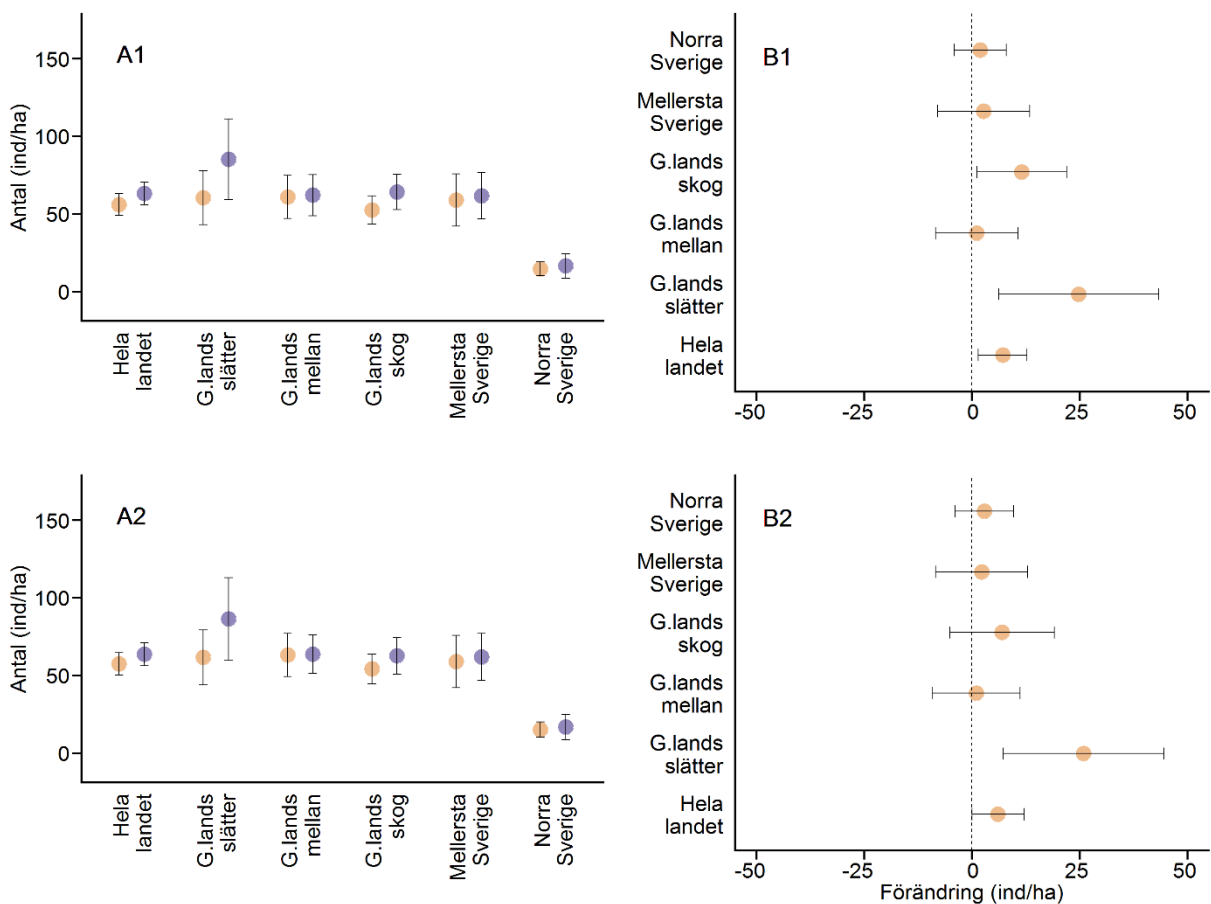 A1
Antal (ind/ha)
150
100
50
0
Hela
landet
G.lands
slätter
G.lands
mellan
G.lands
skog
Mellersta
Sverige
Norra
Sverige
B1
Norra
Sverige
Mellersta
Sverige
G.lands
skog
G.lands
mellan
G.lands
slätter
Hela
landet
-50
-25
0
25
50
A2
Antal (ind/ha)
150
100
50
0
Hela
landet
G.lands
slätter
G.lands
mellan
G.lands
skog
Mellersta
Sverige
Norra
Sverige
B2
Norra
Sverige
Mellersta
Sverige
G.lands
skog
G.lands
mellan
G.lands
slätter
Hela
landet
-50
-25
0
25
50
Förändring (ind/ha)